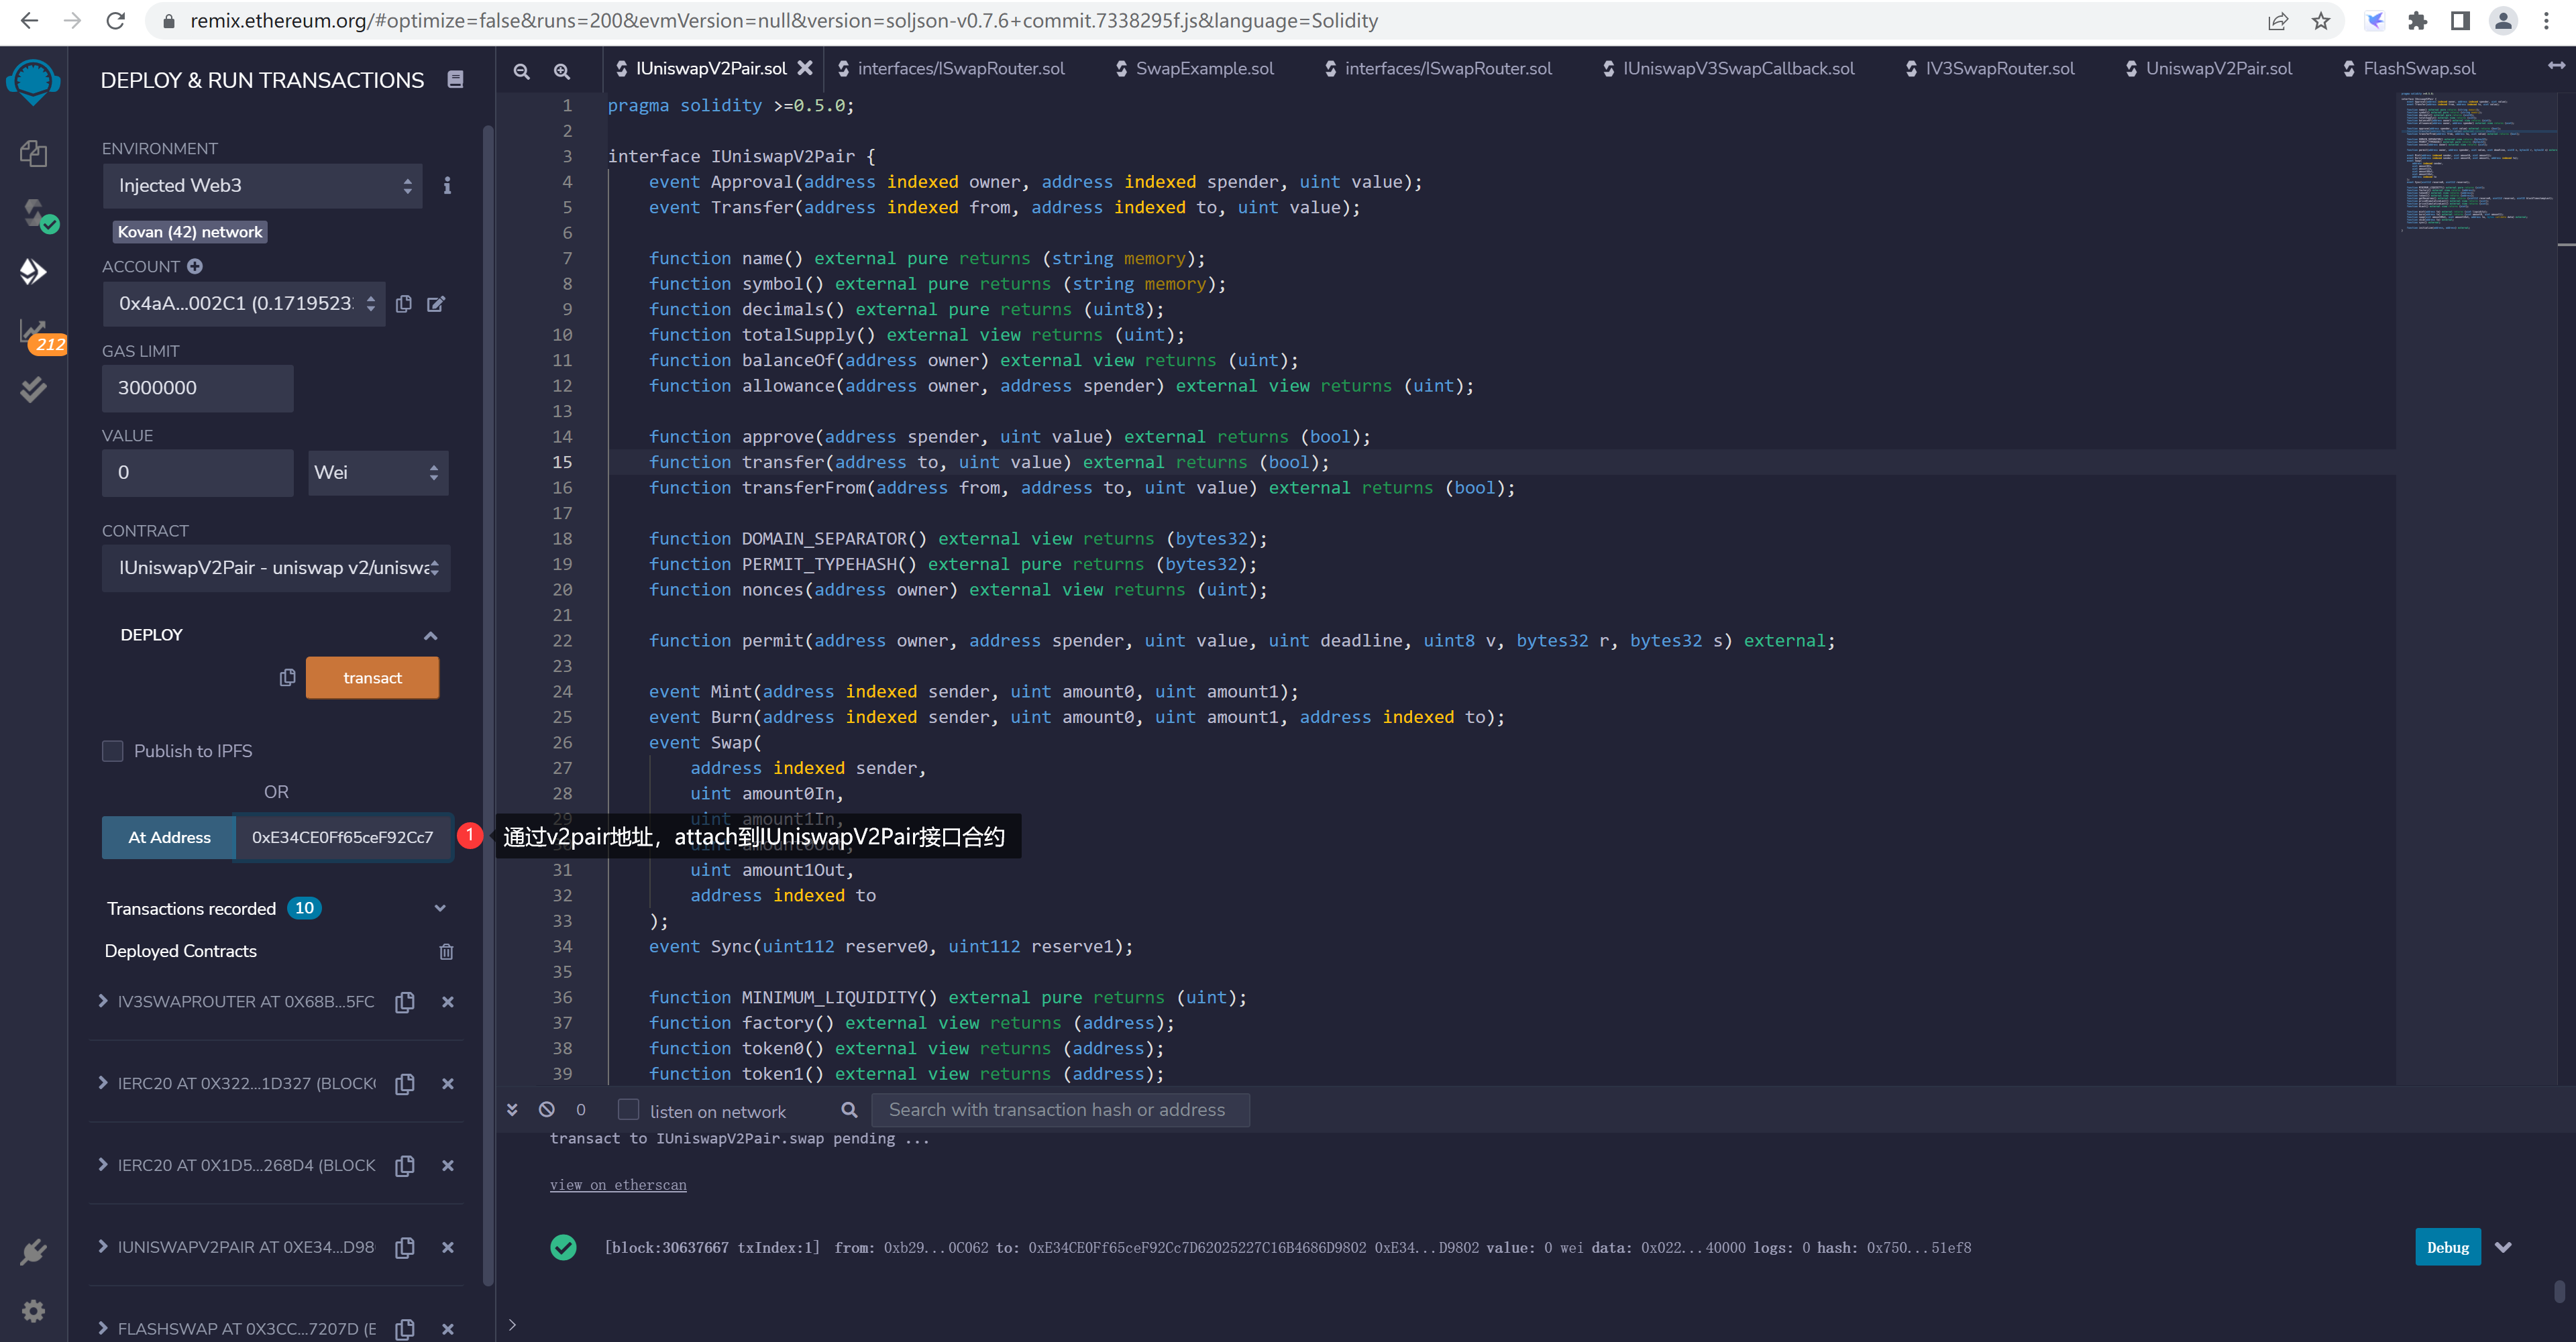 remix.ethereum.org/#optimize=false&runs=200&evmVersion=null&version=soljson-v0.7.6+commit.7338295f.js&language=Solidity
DEPLOY & RUN TRANSACTIONS
ENVIRONMENT
Injected Web3
Kovan (42) network
ACCOUNT
0x4aA...002C1 (0.1719523
GAS LIMIT
3000000
VALUE
0
Wei
CONTRACT
IUniswapV2Pair - uniswap v2/uniswa
DEPLOY
transact
Publish to IPFS
OR
At Address
0xE34CE0Ff65ceF92Cc7
1
通过v2pair地址，attach到IUniswapV2Pair接口合约
Transactions recorded 10
Deployed Contracts
IV3SWAPROUTER AT 0X68B...5FC
IERC20 AT 0X322...1D327 (BLOCK
IERC20 AT 0X1D5...268D4 (BLOCK
IUNISWAPV2PAIR AT 0XE34...D98
FLASHSWAP AT 0X3CC...7207D (
212
IUniswapV2Pair.sol
interfaces/ISwapRouter.sol
SwapExample.sol
interfaces/ISwapRouter.sol
IUniswapV3SwapCallback.sol
IV3SwapRouter.sol
UniswapV2Pair.sol
FlashSwap.sol
1 pragma solidity >=0.5.0;
2
3 interface IUniswapV2Pair {
4 event Approval(address indexed owner, address indexed spender, uint value);
5 event Transfer(address indexed from, address indexed to, uint value);
6
7 function name() external pure returns (string memory);
8 function symbol() external pure returns (string memory);
9 function decimals() external pure returns (uint8);
10 function totalSupply() external view returns (uint);
11 function balanceOf(address owner) external view returns (uint);
12 function allowance(address owner, address spender) external view returns (uint);
13
14 function approve(address spender, uint value) external returns (bool);
15 function transfer(address to, uint value) external returns (bool);
16 function transferFrom(address from, address to, uint value) external returns (bool);
17
18 function DOMAIN_SEPARATOR() external view returns (bytes32);
19 function PERMIT_TYPEHASH() external pure returns (bytes32);
20 function nonces(address owner) external view returns (uint);
21
22 function permit(address owner, address spender, uint value, uint deadline, uint8 v, bytes32 r, bytes32 s) external;
23
24 event Mint(address indexed sender, uint amount0, uint amount1);
25 event Burn(address indexed sender, uint amount0, uint amount1, address indexed to);
26 event Swap(
27 address indexed sender,
28 uint amount0In,
29 uint amount1In,
30 uint amount0Out,
31 uint amount1Out,
32 address indexed to
33 );
34 event Sync(uint112 reserve0, uint112 reserve1);
35
36 function MINIMUM_LIQUIDITY() external pure returns (uint);
37 function factory() external view returns (address);
38 function token0() external view returns (address);
39 function token1() external view returns (address);
0
listen on network
Search with transaction hash or address
transact to IUniswapV2Pair.swap pending ...
view on etherscan
[block:30637667 txIndex:1] from: 0xb29...0C062 to: 0xE34CE0Ff65ceF92Cc7D62025227C16B4686D9802 0xE34...D9802 value: 0 wei data: 0x022...40000 logs: 0 hash: 0x750...51ef8
Debug
>